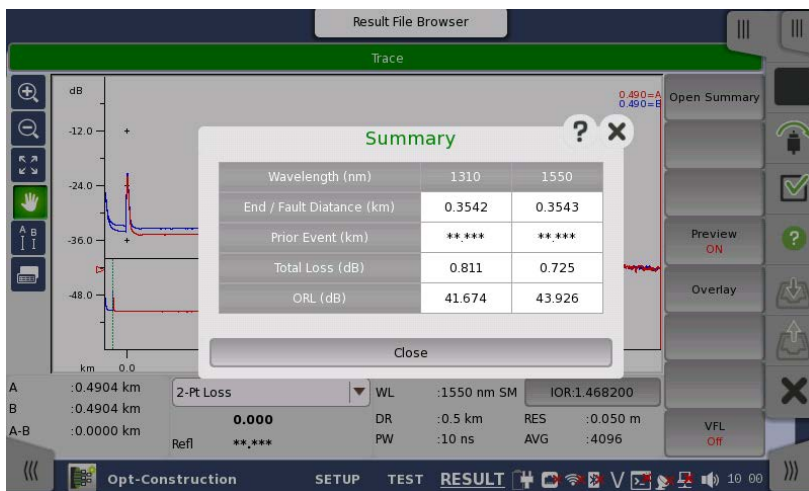 Result File Browser
Trace
dB
0.490=A
0.490=B
-12.0
-24.0
-36.0
-48.0
km 0.0
Open Summary
Preview
ON
Overlay
VFL
Off
Summary
? X
Wavelength (nm) 1310 1550
End / Fault Diatance (km) 0.3542 0.3543
Prior Event (km) **.*** **.***
Total Loss (dB) 0.811 0.725
ORL (dB) 41.674 43.926
Close
A :0.4904 km
B :0.4904 km
A-B :0.0000 km
2-Pt Loss
0.000
Refl **.***
WL :1550 nm SM IOR:1.468200
DR :0.5 km RES :0.050 m
PW :10 ns AVG :4096
Opt-Construction SETUP TEST RESULT V 10 00